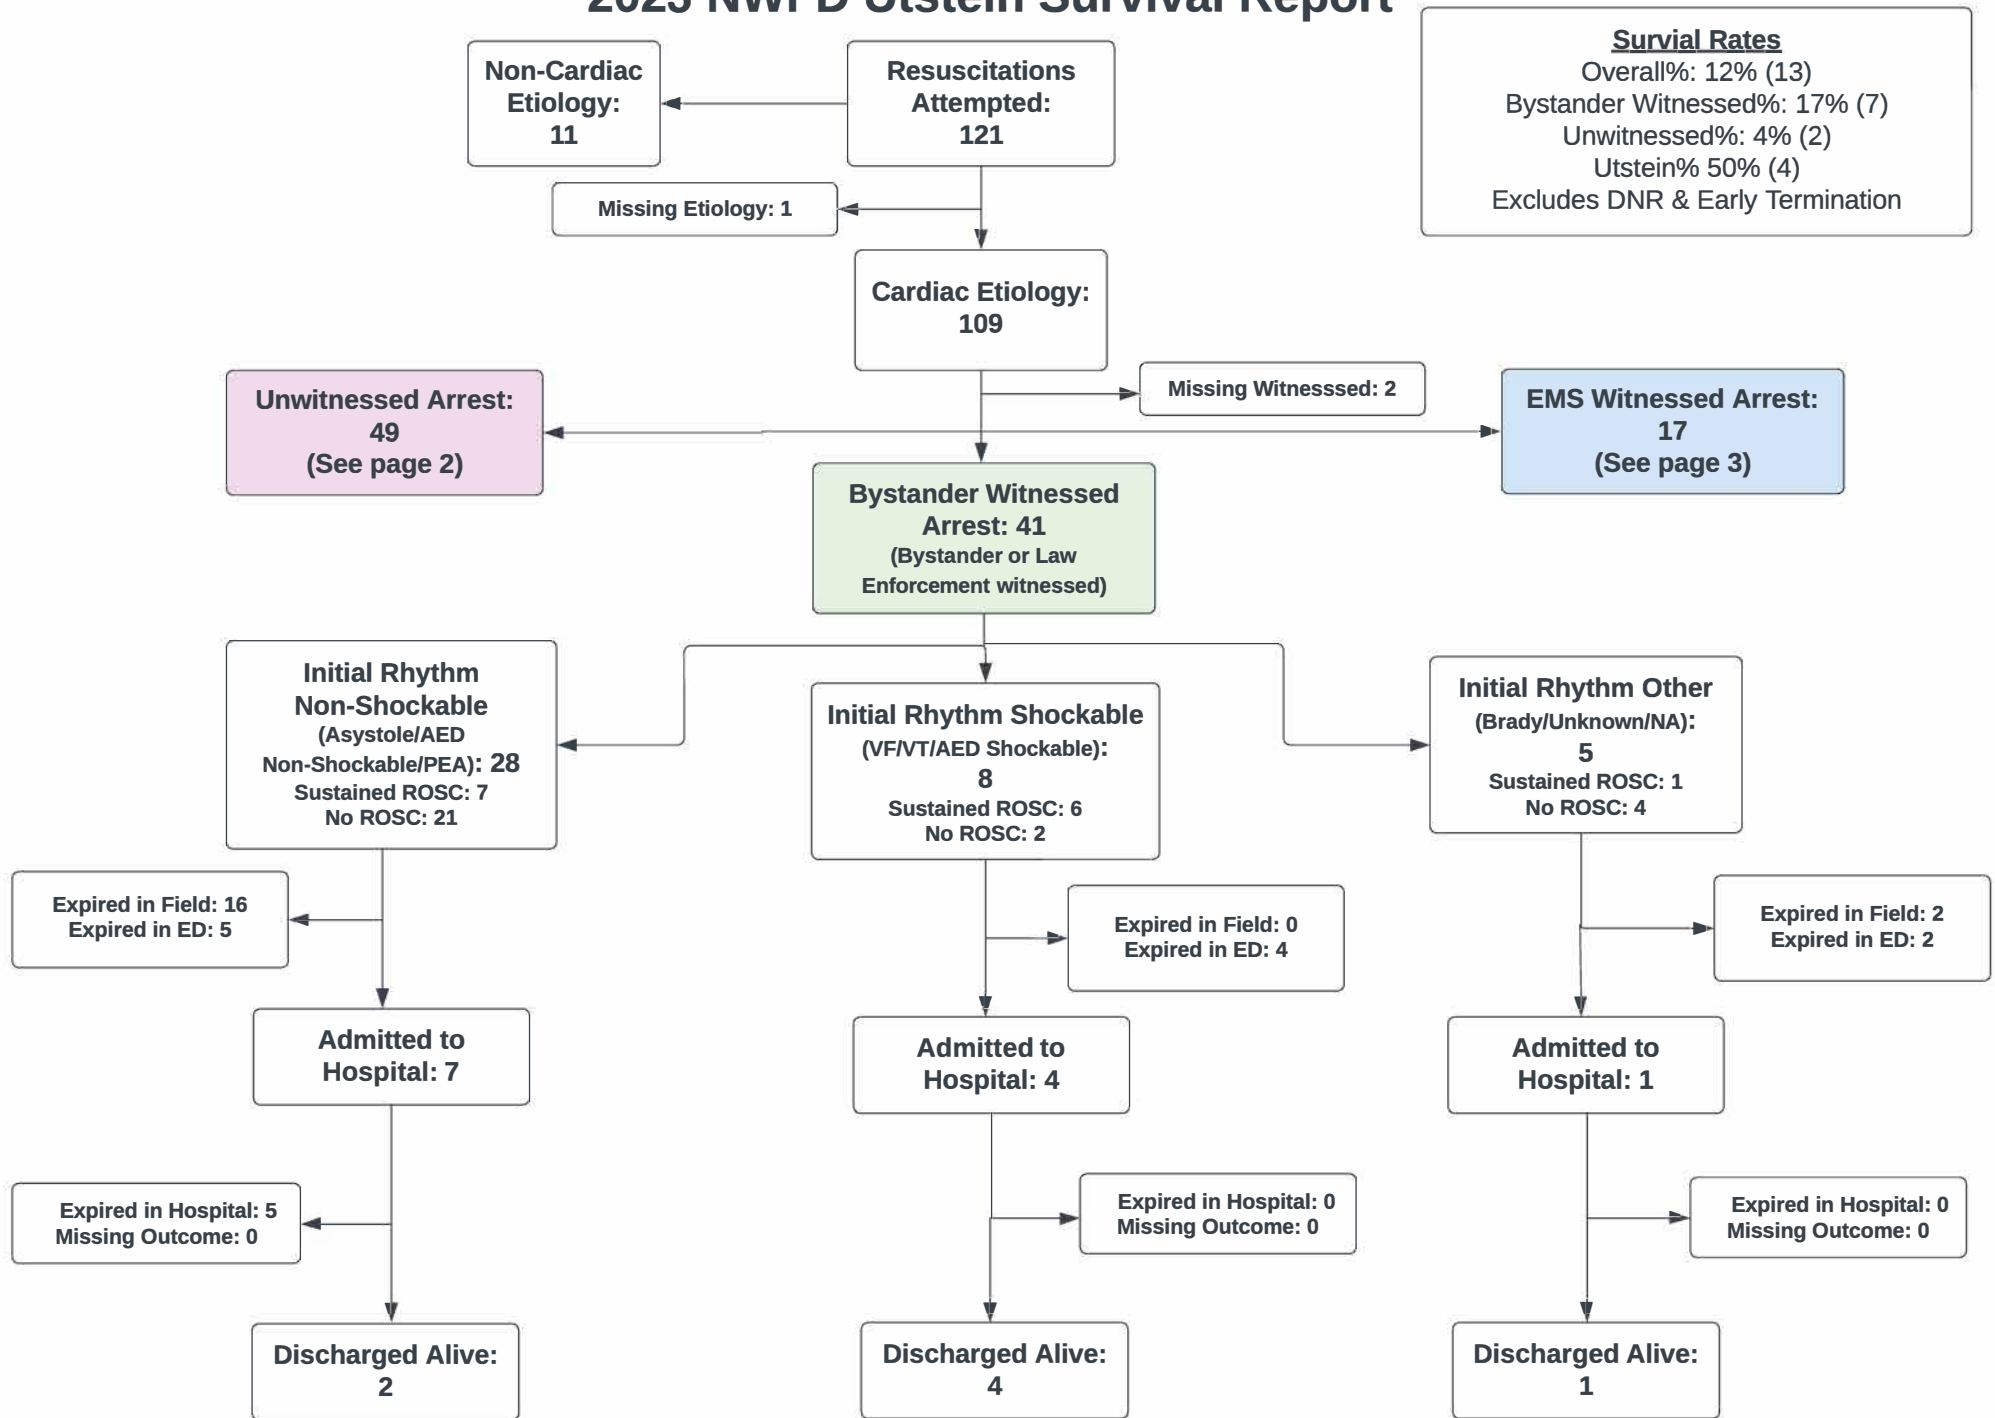 2023 NWFD Utstein Survival Report
Survial Rates
Overall%: 12% (13)
Bystander Witnessed%: 17% (7)
Unwitnessed%: 4% (2)
Utstein% 50% (4)
Excludes DNR & Early Termination
Non-Cardiac
Etiology:
11
Resuscitations
Attempted:
121
Missing Etiology: 1
Cardiac Etiology:
109
Missing Witnesssed: 2
Unwitnessed Arrest:
49
(See page 2)
EMS Witnessed Arrest:
17
(See page 3)
Bystander Witnessed
Arrest: 41
(Bystander or Law
Enforcement witnessed)
Initial Rhythm
Non-Shockable
(Asystole/AED
Non-Shockable/PEA): 28
Sustained ROSC: 7
No ROSC: 21
Initial Rhythm Shockable
(VF/VT/AED Shockable):
8
Sustained ROSC: 6
No ROSC: 2
Initial Rhythm Other
(Brady/Unknown/NA):
5
Sustained ROSC: 1
No ROSC: 4
Expired in Field: 16
Expired in ED: 5
Expired in Field: 0
Expired in ED: 4
Expired in Field: 2
Expired in ED: 2
Admitted to
Hospital: 7
Admitted to
Hospital: 4
Admitted to
Hospital: 1
Expired in Hospital: 5
Missing Outcome: 0
Expired in Hospital: 0
Missing Outcome: 0
Expired in Hospital: 0
Missing Outcome: 0
Discharged Alive:
2
Discharged Alive:
4
Discharged Alive:
1